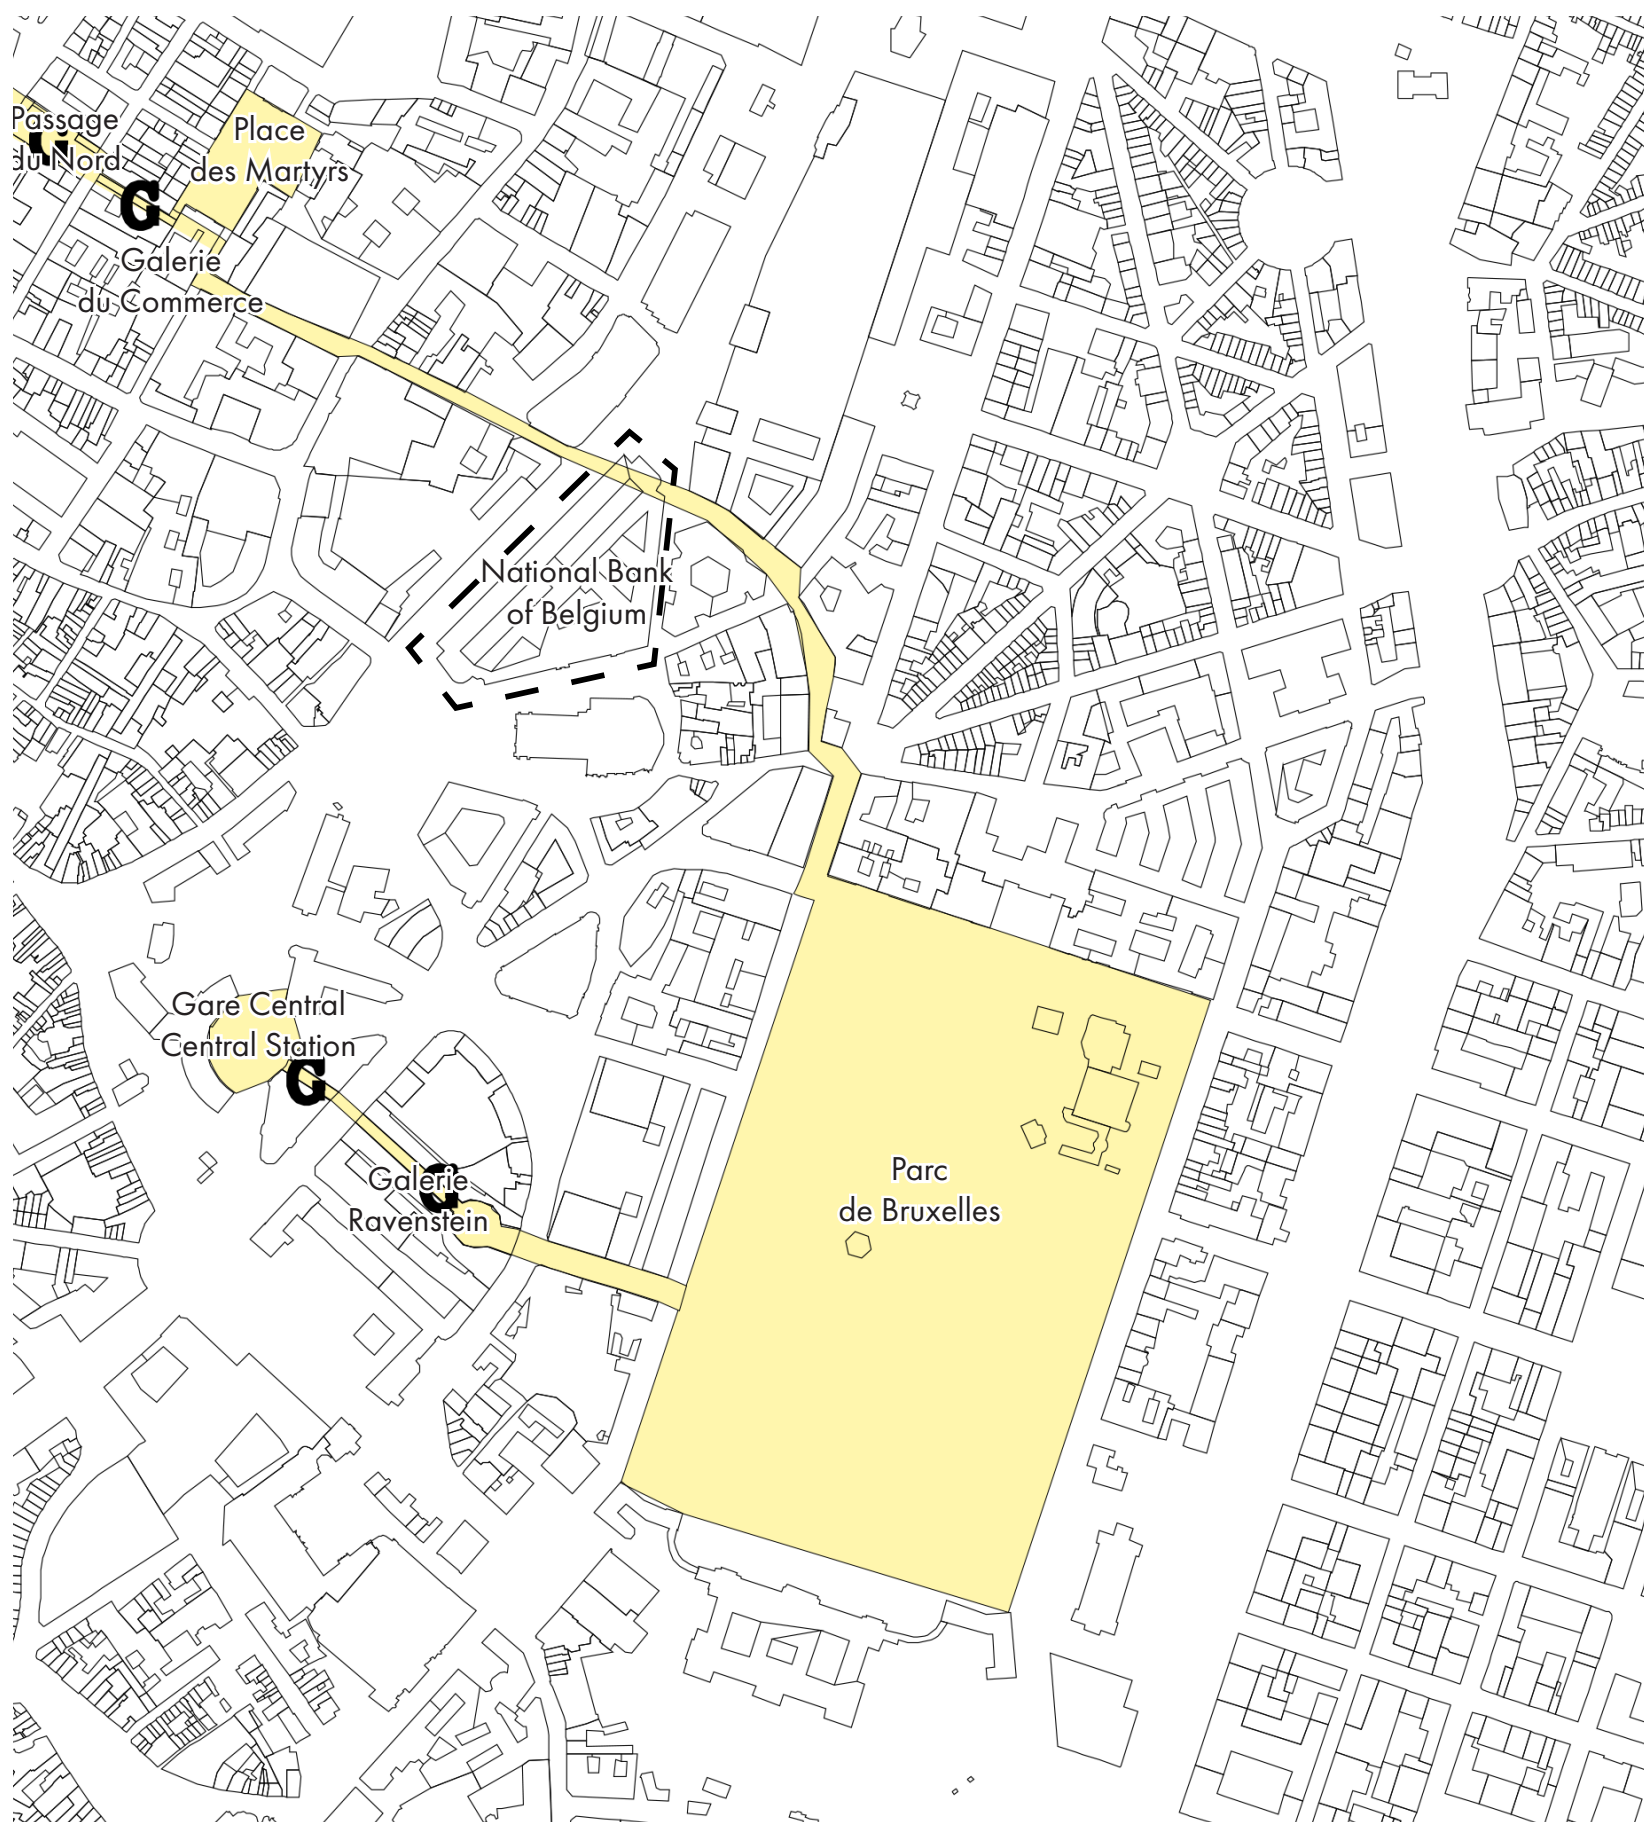 Passage
du Nord
G
Place
des Martyrs
G
Galerie
du Commerce
National Bank
of Belgium
Gare Central
Central Station
G
Galerie
Ravenstein
G
Parc
de Bruxelles